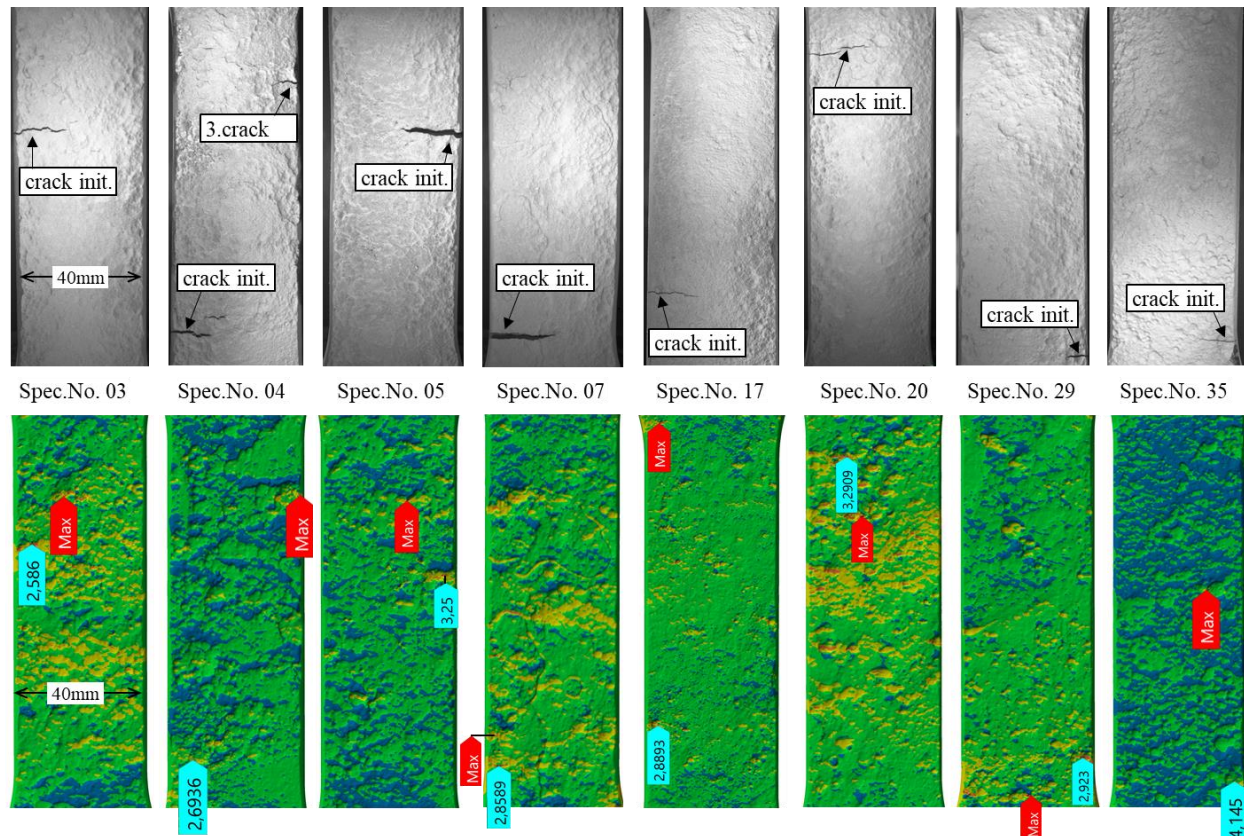 3.crack
crack init.
crack init.
crack init.
40mm
crack init.
crack init.
crack init.
crack init.
crack init.
Spec.No. 03
Spec.No. 04
Spec.No. 05
Spec.No. 07
Spec.No. 17
Spec.No. 20
Spec.No. 29
Spec.No. 35
Max
2,586
40mm
Max
2,6936
Max
3,25
Max
2,8589
Max
2,8893
3,2909
Max
2,923
Max
Max
4,145